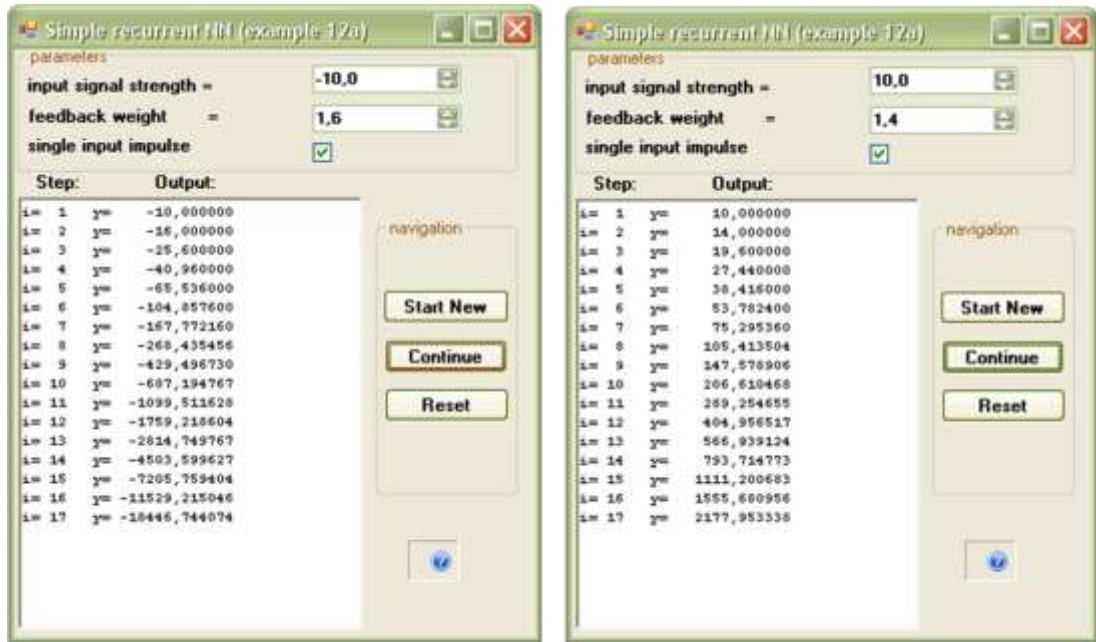 Simple recurrent NN (example 12a)
parameters
input signal strength = -10,0
feedback weight = 1,6
single input impulse
Step: Output:
i= 1 y= -10,000000
i= 2 y= -16,000000
i= 3 y= -25,600000
i= 4 y= -40,960000
i= 5 y= -65,536000
i= 6 y= -104,857600
i= 7 y= -167,772160
i= 8 y= -268,435456
i= 9 y= -429,496730
i= 10 y= -687,194767
i= 11 y= -1099,511628
i= 12 y= -1759,218604
i= 13 y= -2814,749767
i= 14 y= -4503,599627
i= 15 y= -7205,759404
i= 16 y= -11529,215046
i= 17 y= -18446,744074
navigation
Start New
Continue
Reset
Simple recurrent NN (example 12a)
parameters
input signal strength = 10,0
feedback weight = 1,4
single input impulse
Step: Output:
i= 1 y= 10,000000
i= 2 y= 14,000000
i= 3 y= 19,600000
i= 4 y= 27,440000
i= 5 y= 38,416000
i= 6 y= 53,782400
i= 7 y= 75,295360
i= 8 y= 105,413504
i= 9 y= 147,578906
i= 10 y= 206,610468
i= 11 y= 289,254655
i= 12 y= 404,956517
i= 13 y= 566,939124
i= 14 y= 793,714773
i= 15 y= 1111,200683
i= 16 y= 1555,680956
i= 17 y= 2177,953338
navigation
Start New
Continue
Reset